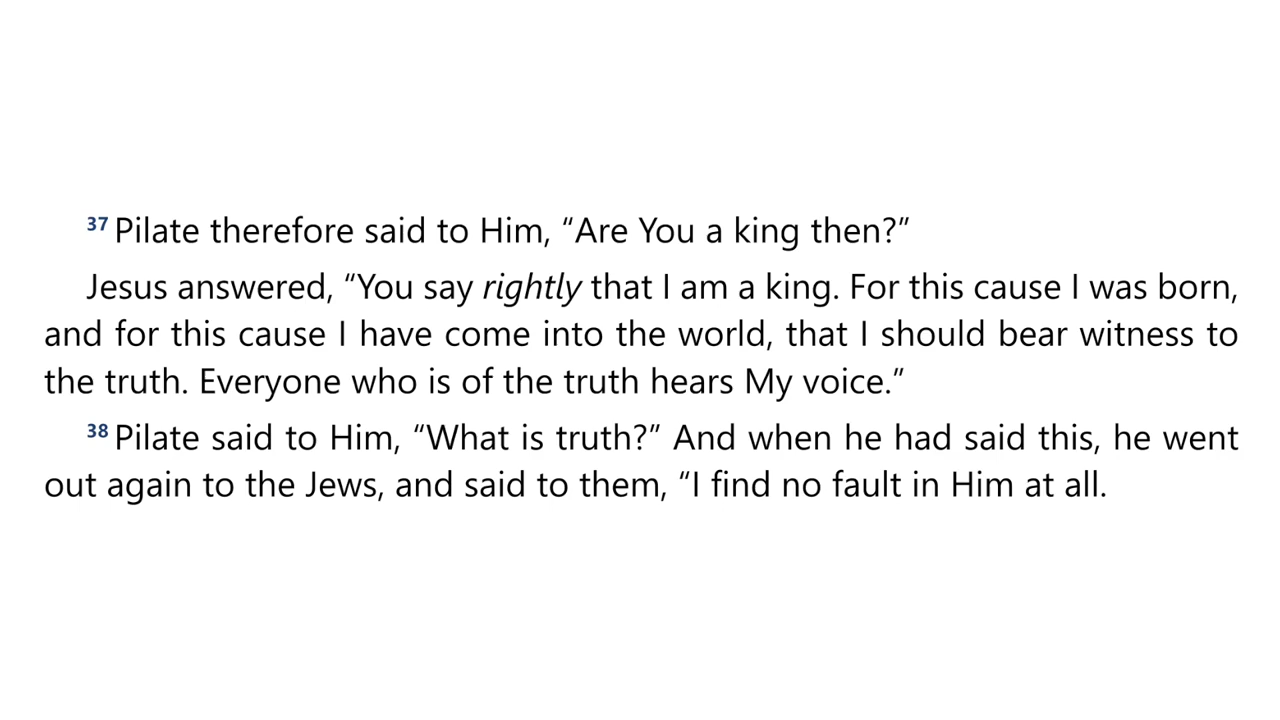 37 Pilate therefore said to Him, “Are You a king then?”
Jesus answered, “You say rightly that I am a king. For this cause I was born,
and for this cause I have come into the world, that I should bear witness to
the truth. Everyone who is of the truth hears My voice.”
38 Pilate said to Him, “What is truth?” And when he had said this, he went
out again to the Jews, and said to them, “I find no fault in Him at all.